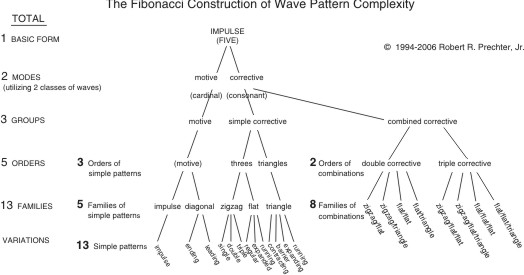 The Fibonacci Construction of Wave Pattern Complexity
TOTAL
1 BASIC FORM
IMPULSE
(FIVE)
© 1994-2006 Robert R. Prechter, Jr.
2 MODES
(utilizing 2 classes of waves)
motive corrective
(cardinal) (consonant)
3 GROUPS
motive simple corrective combined corrective
5 ORDERS
3 Orders of
simple patterns
(motive) threes triangles
2 Orders of
combinations
double corrective triple corrective
13 FAMILIES
5 Families of
simple patterns
impulse diagonal zigzag flat triangle
8 Families of
combinations
zigzag/flat
zigzag/triangle
flat/flat
flat/triangle
zigzag/flat/flat
zigzag/flat/triangle
flat/flat/flat
flat/flat/triangle
VARIATIONS
13 Simple patterns
impulse
ending
leading
single
double
triple
regular
expanded
running
contracting
barrier
expanding
running